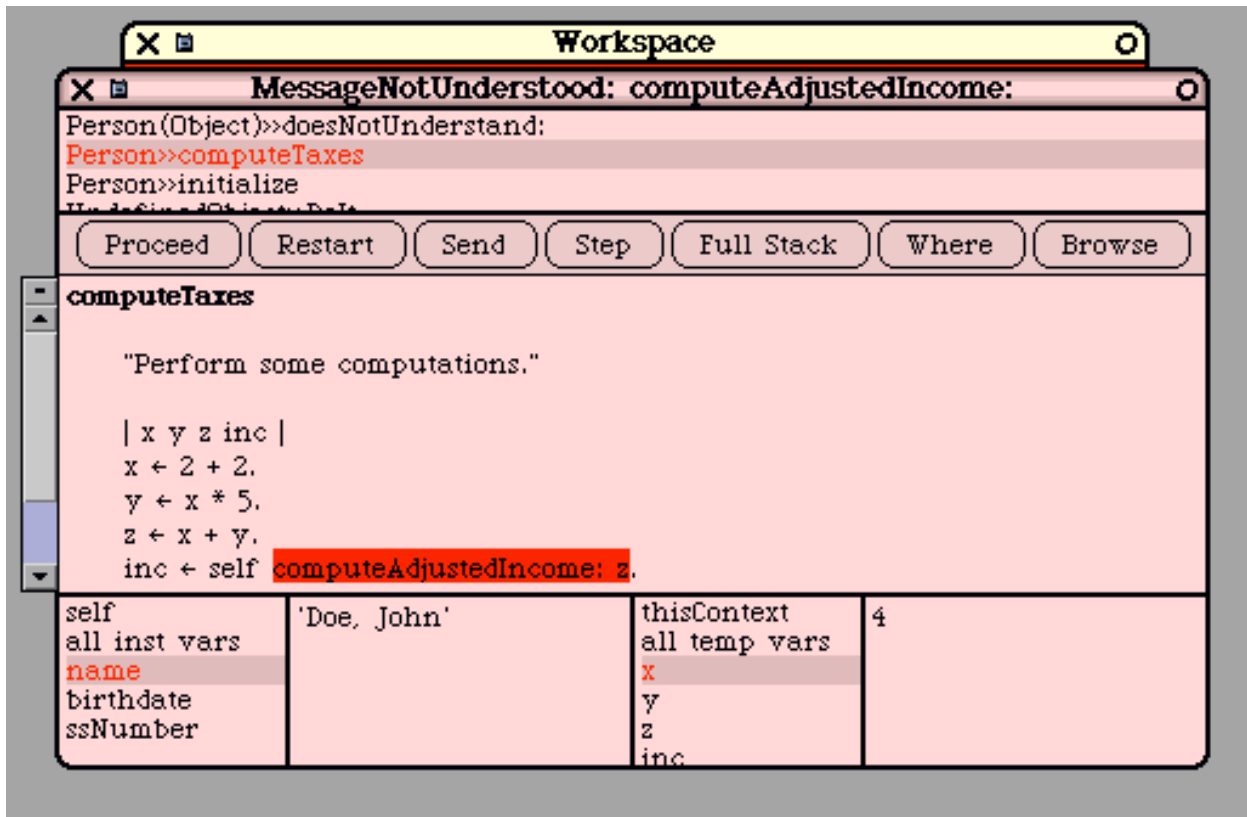 Workspace
MessageNotUnderstood: computeAdjustedIncome:
Person(Object)>>doesNotUnderstand:
Person>>computeTaxes
Person>>initialize
Proceed Restart Send Step Full Stack Where Browse
computeTaxes
"Perform some computations."
| x y z inc |
x ← 2 + 2.
y ← x * 5.
z ← x + y.
inc ← self computeAdjustedIncome: z.
self 'Doe, John' thisContext 4
all inst vars all temp vars
name x
birthdate y
ssNumber z
inc